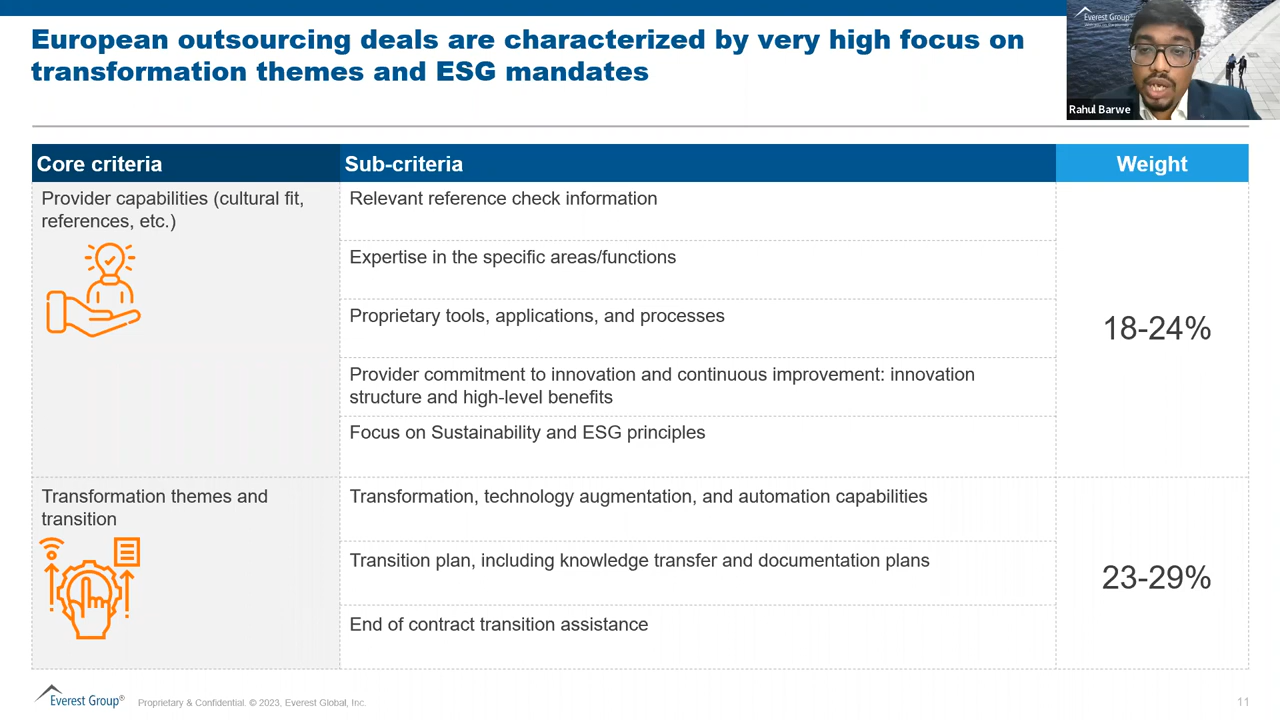 European outsourcing deals are characterized by very high focus on
transformation themes and ESG mandates
Everest Group
Rahul Barwe
Core criteria
Sub-criteria
Weight
Provider capabilities (cultural fit,
references, etc.)
Relevant reference check information
Expertise in the specific areas/functions
Proprietary tools, applications, and processes
Provider commitment to innovation and continuous improvement: innovation
structure and high-level benefits
Focus on Sustainability and ESG principles
18-24%
Transformation themes and
transition
Transformation, technology augmentation, and automation capabilities
Transition plan, including knowledge transfer and documentation plans
End of contract transition assistance
23-29%
Everest Group®
Proprietary & Confidential. © 2023, Everest Global, Inc.
11